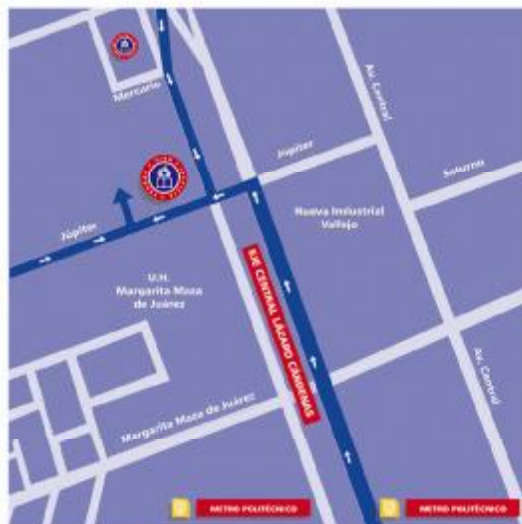 Mercurio
Av. Central
Júpiter
Saturno
Júpiter
Nueva Industrial
Vallejo
U.H.
Margarita Maza
de Juárez
EJE CENTRAL LÁZARO CÁRDENAS
Av. Central
Margarita Maza de Juárez
METRO POLITÉCNICO
METRO POLITÉCNICO